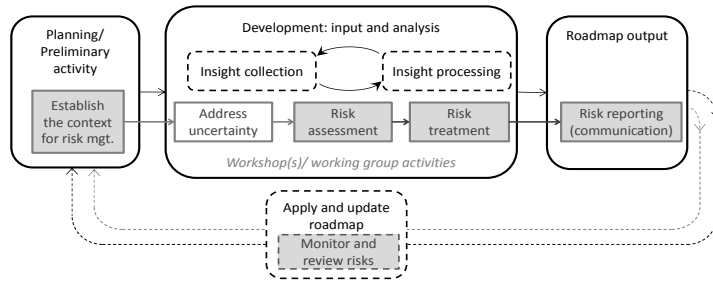 Planning/
Preliminary
activity
Establish
the context
for risk mgt.
Development: input and analysis
Insight collection
Insight processing
Address
uncertainty
Risk
assessment
Risk
treatment
Workshop(s)/ working group activities
Roadmap output
Risk reporting
(communication)
Apply and update
roadmap
Monitor and
review risks